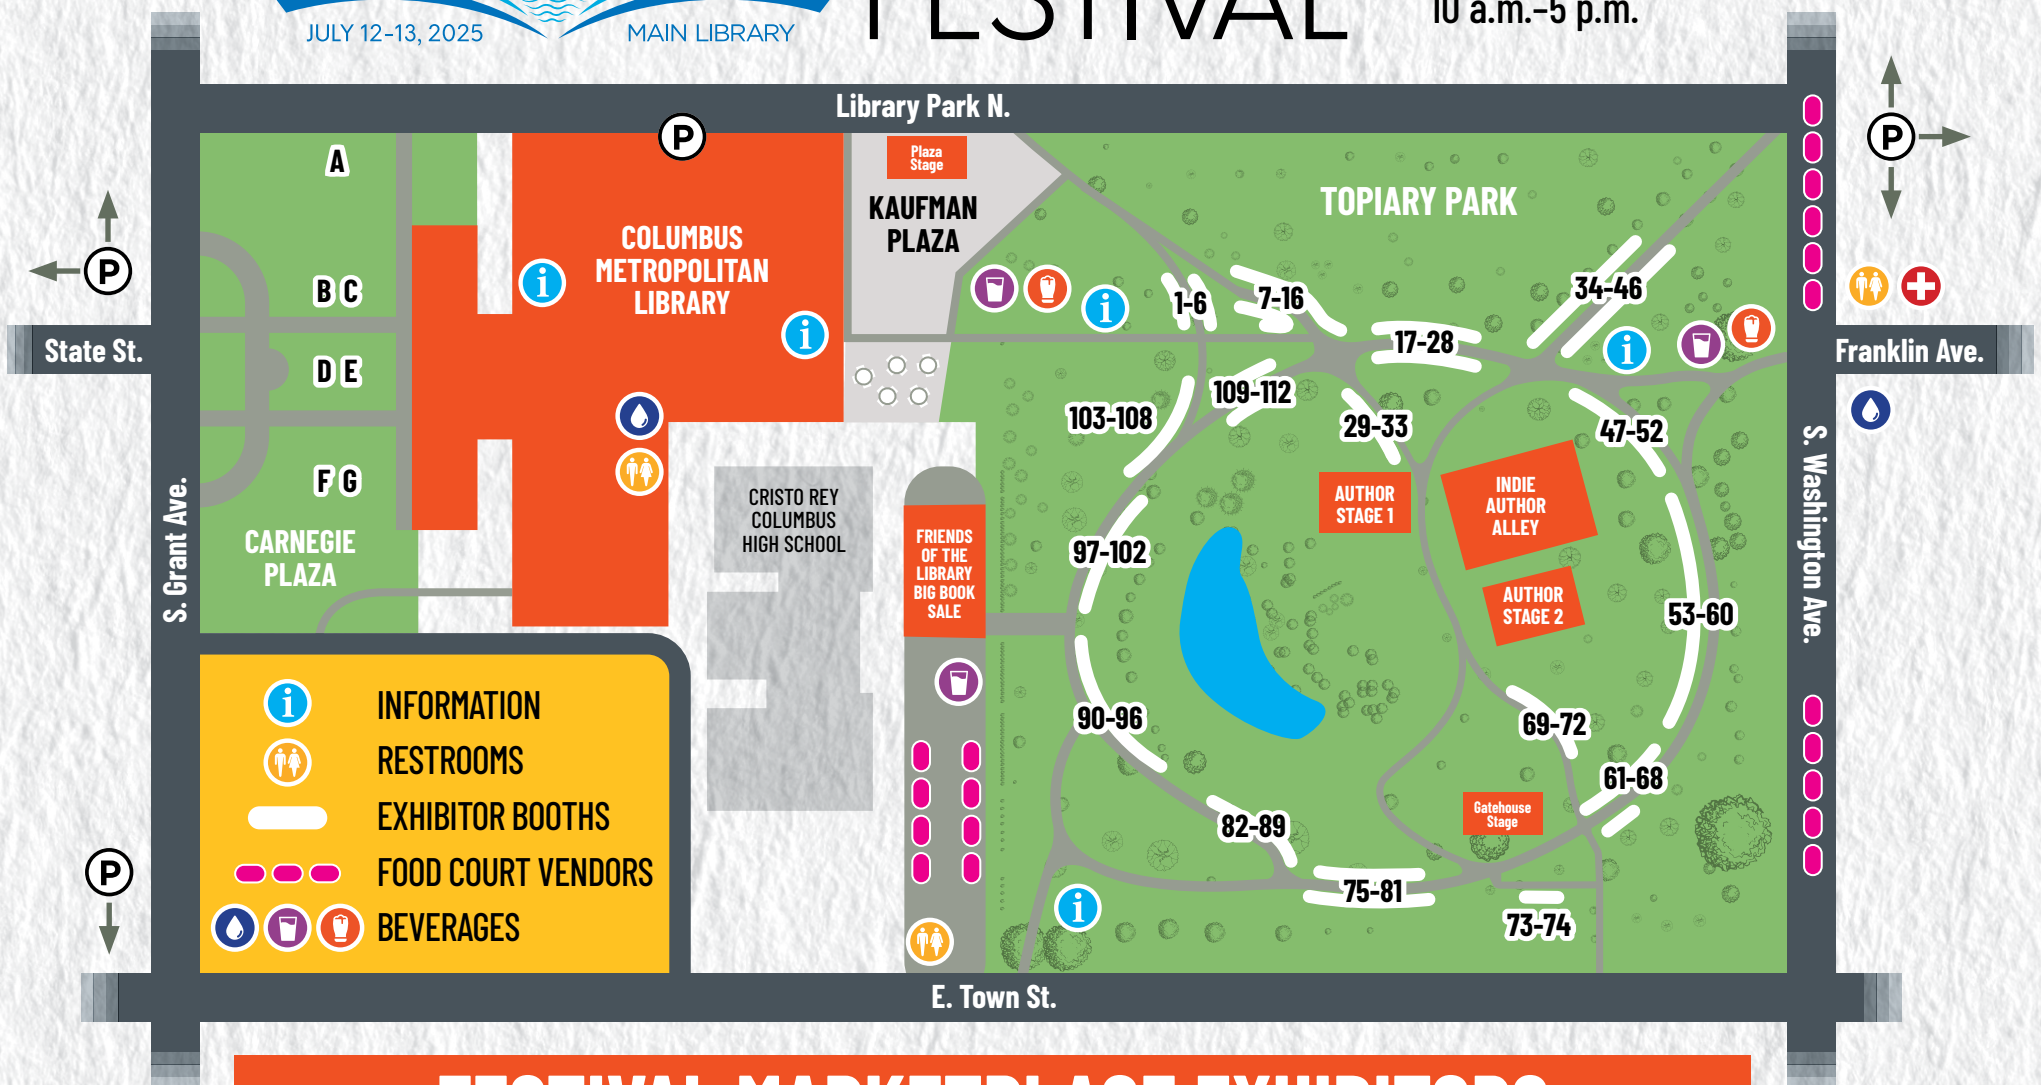 FESTIVAL
10 a.m.–5 p.m.
JULY 12-13, 2025
MAIN LIBRARY
Library Park N.
P
P
P
P
A
B C
D E
F G
CARNEGIE
PLAZA
COLUMBUS
METROPOLITAN
LIBRARY
i
i
Plaza
Stage
KAUFMAN
PLAZA
TOPIARY PARK
i
1-6
7-16
17-28
34-46
i
State St.
Franklin Ave.
S. Grant Ave.
S. Washington Ave.
103-108
109-112
29-33
47-52
CRISTO REY
COLUMBUS
HIGH SCHOOL
FRIENDS
OF THE
LIBRARY
BIG BOOK
SALE
AUTHOR
STAGE 1
INDIE
AUTHOR
ALLEY
AUTHOR
STAGE 2
97-102
53-60
90-96
69-72
61-68
Gatehouse
Stage
82-89
75-81
73-74
i
i
INFORMATION
RESTROOMS
EXHIBITOR BOOTHS
FOOD COURT VENDORS
BEVERAGES
E. Town St.
FESTIVAL MARKETPLACE EXHIBITORS